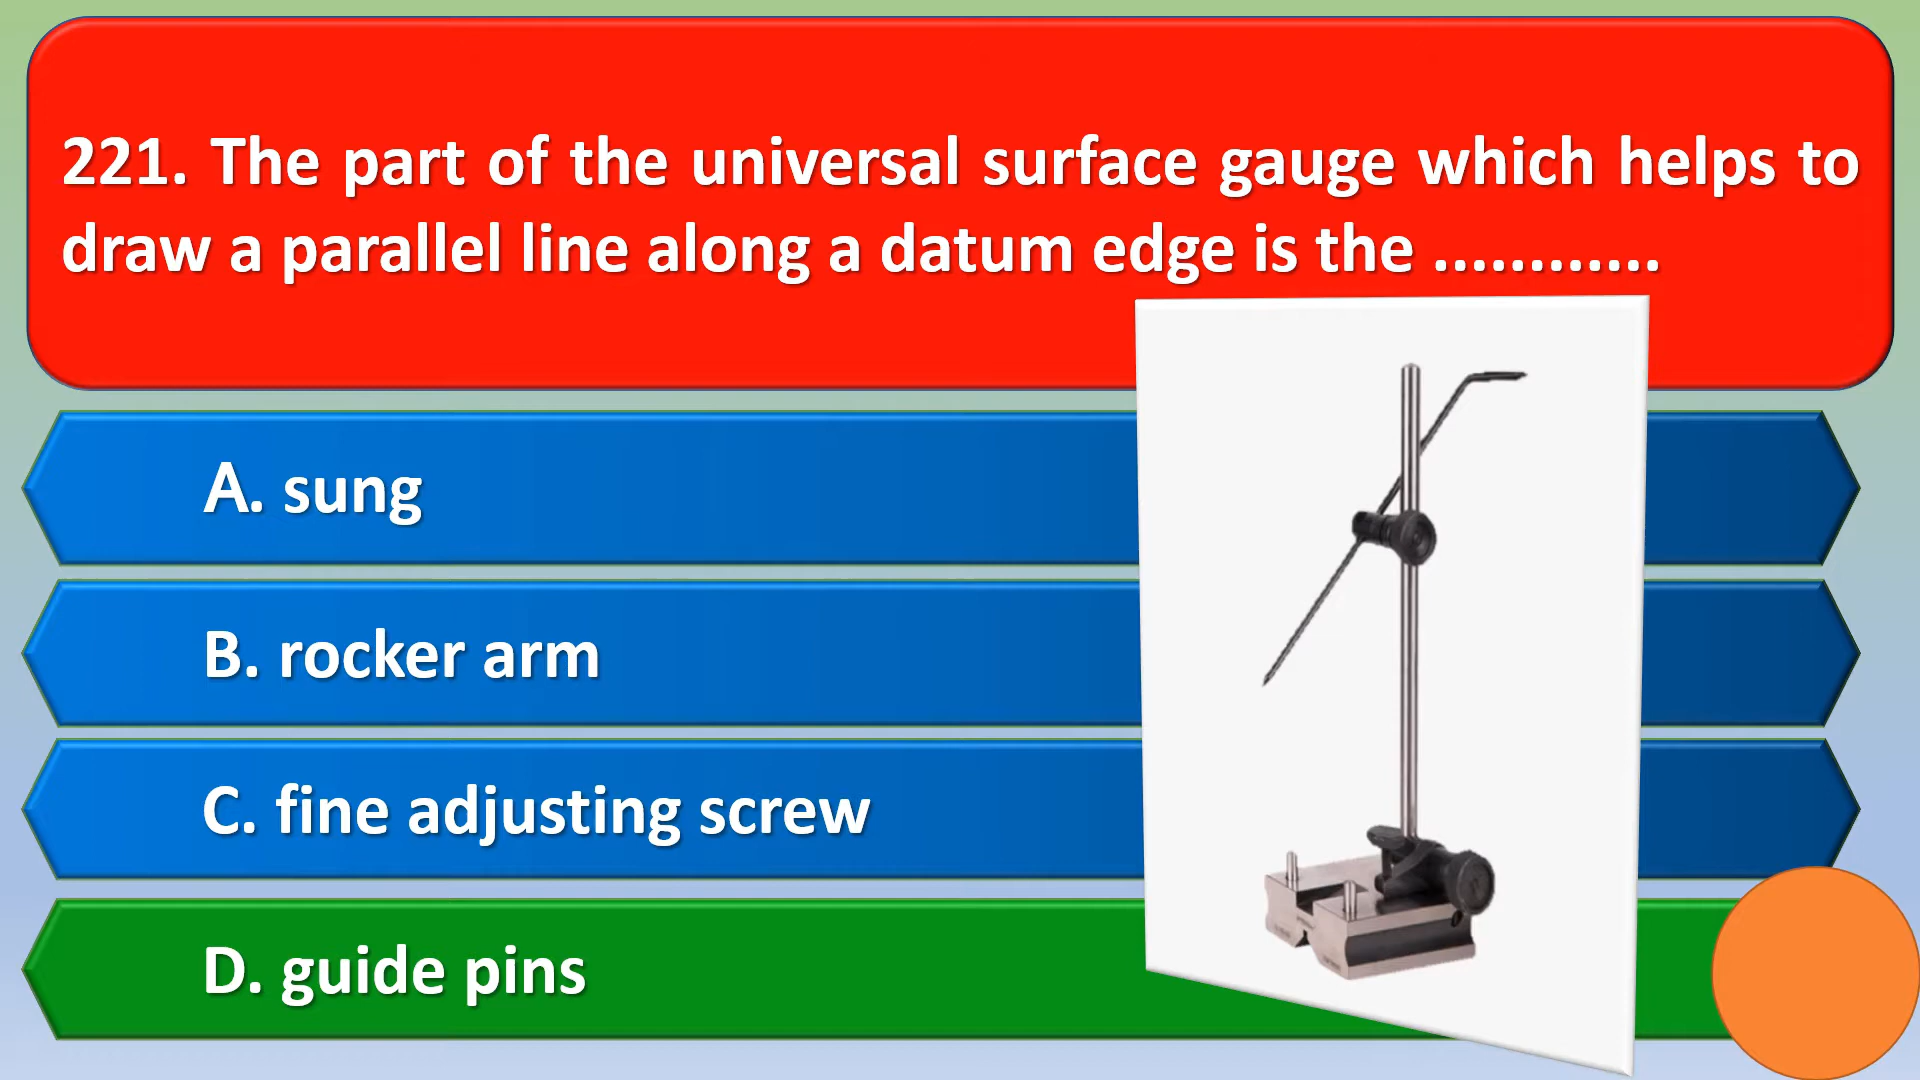 221. The part of the universal surface gauge which helps to
draw a parallel line along a datum edge is the ............
A. sung
B. rocker arm
C. fine adjusting screw
D. guide pins